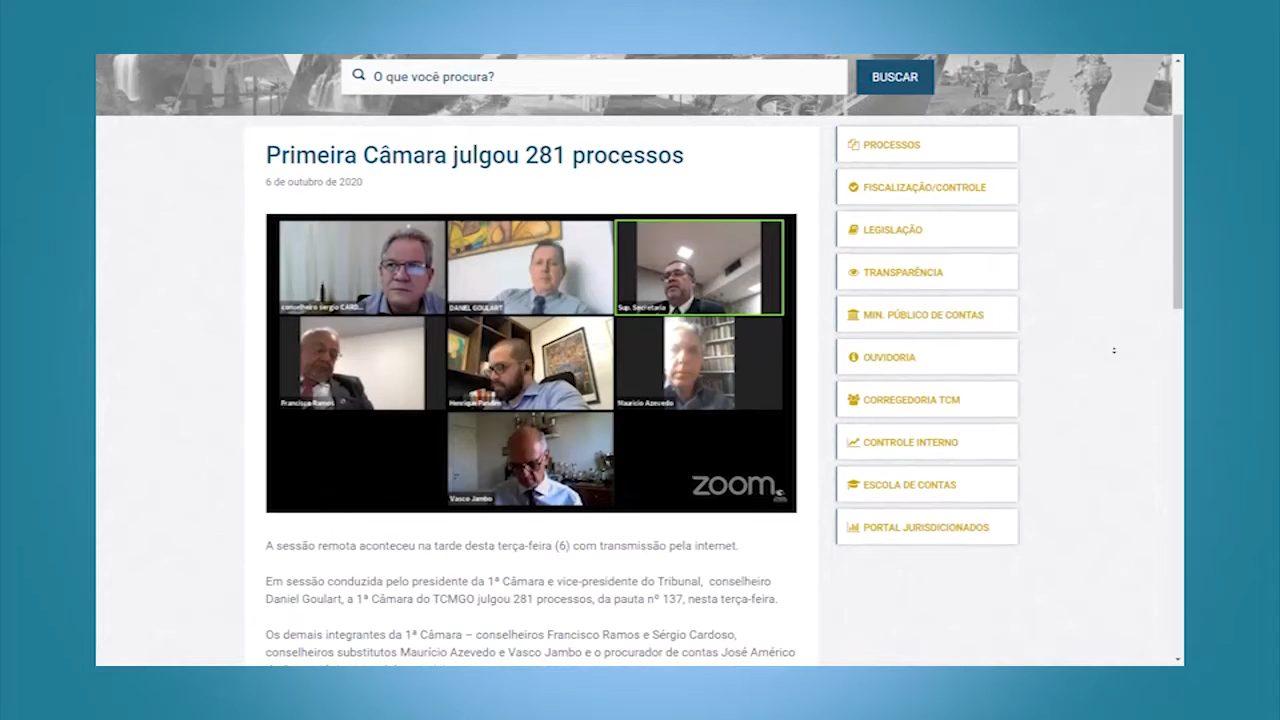 O que você procura?
BUSCAR
Primeira Câmara julgou 281 processos
6 de outubro de 2020
conselheiro sergio CARD...
DANIEL GOULART
Sup. Secretaria
Francisco Ramos
Henrique Pandim
Mauricio Azevedo
Vasco Jambo
zoom
A sessão remota aconteceu na tarde desta terça-feira (6) com transmissão pela internet.
Em sessão conduzida pelo presidente da 1ª Câmara e vice-presidente do Tribunal, conselheiro
Daniel Goulart, a 1ª Câmara do TCMGO julgou 281 processos, da pauta nº 137, nesta terça-feira.
Os demais integrantes da 1ª Câmara – conselheiros Francisco Ramos e Sérgio Cardoso,
conselheiros substitutos Maurício Azevedo e Vasco Jambo e o procurador de contas José Américo
PROCESSOS
FISCALIZAÇÃO/CONTROLE
LEGISLAÇÃO
TRANSPARÊNCIA
MIN. PÚBLICO DE CONTAS
OUVIDORIA
CORREGEDORIA TCM
CONTROLE INTERNO
ESCOLA DE CONTAS
PORTAL JURISDICIONADOS